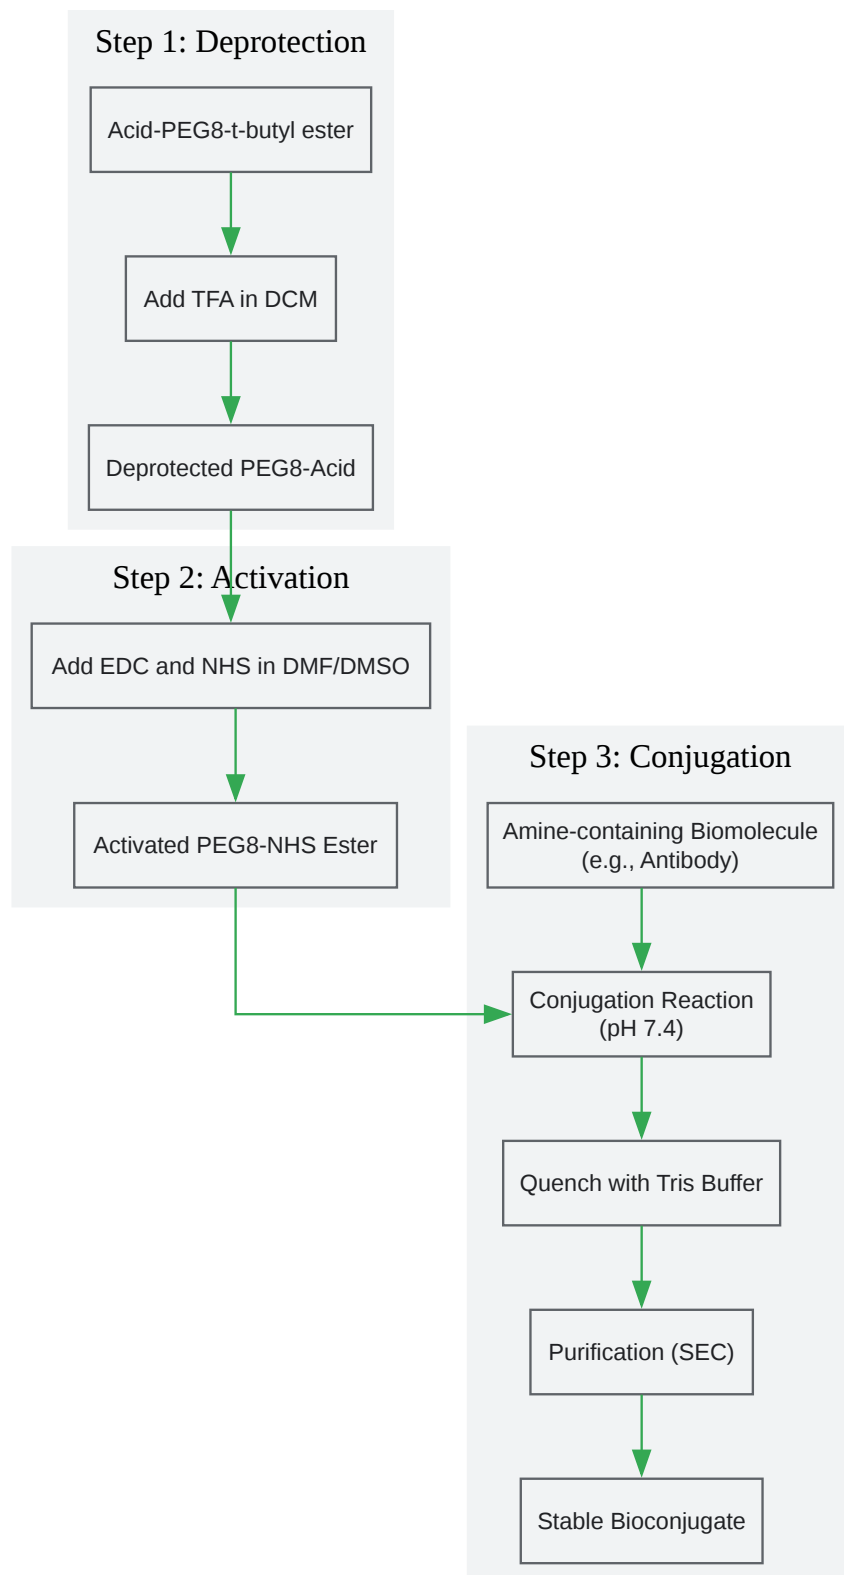 Step 1: Deprotection
Acid-PEG8-t-butyl ester
Add TFA in DCM
Deprotected PEG8-Acid
Step 2: Activation
Add EDC and NHS in DMF/DMSO
Activated PEG8-NHS Ester
Step 3: Conjugation
Amine-containing Biomolecule
(e.g., Antibody)
Conjugation Reaction
(pH 7.4)
Quench with Tris Buffer
Purification (SEC)
Stable Bioconjugate